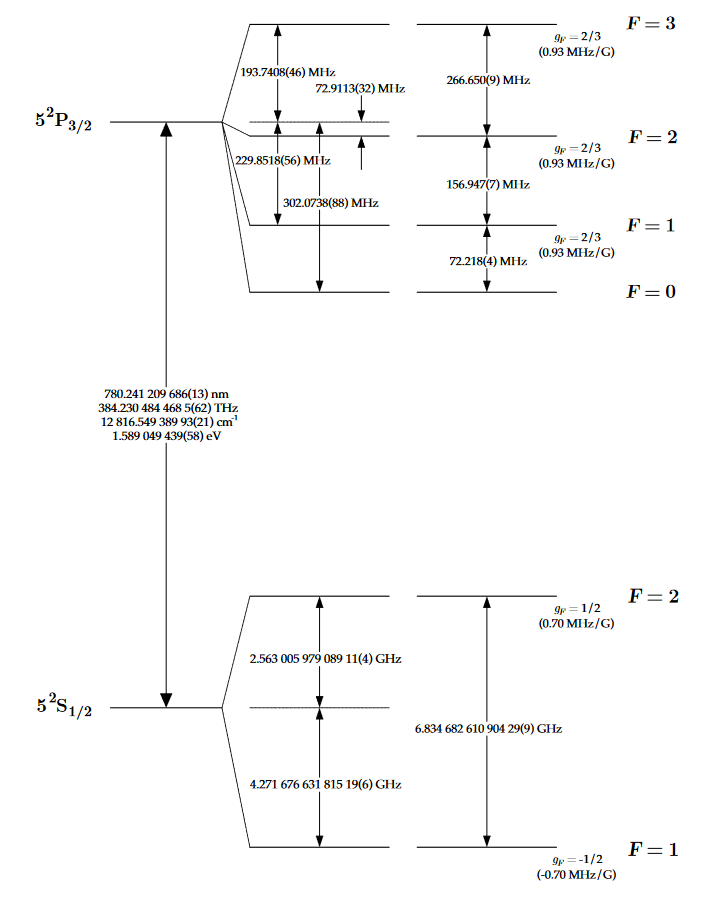 F = 3
g_F = 2/3
(0.93 MHz/G)
193.7408(46) MHz
72.9113(32) MHz
266.650(9) MHz
5 ²P₃/₂
F = 2
g_F = 2/3
(0.93 MHz/G)
229.8518(56) MHz
156.947(7) MHz
302.0738(88) MHz
F = 1
g_F = 2/3
(0.93 MHz/G)
72.218(4) MHz
F = 0
780.241 209 686(13) nm
384.230 484 468 5(62) THz
12 816.549 389 93(21) cm⁻¹
1.589 049 439(58) eV
F = 2
g_F = 1/2
(0.70 MHz/G)
2.563 005 979 089 11(4) GHz
5 ²S₁/₂
6.834 682 610 904 29(9) GHz
4.271 676 631 815 19(6) GHz
F = 1
g_F = -1/2
(-0.70 MHz/G)